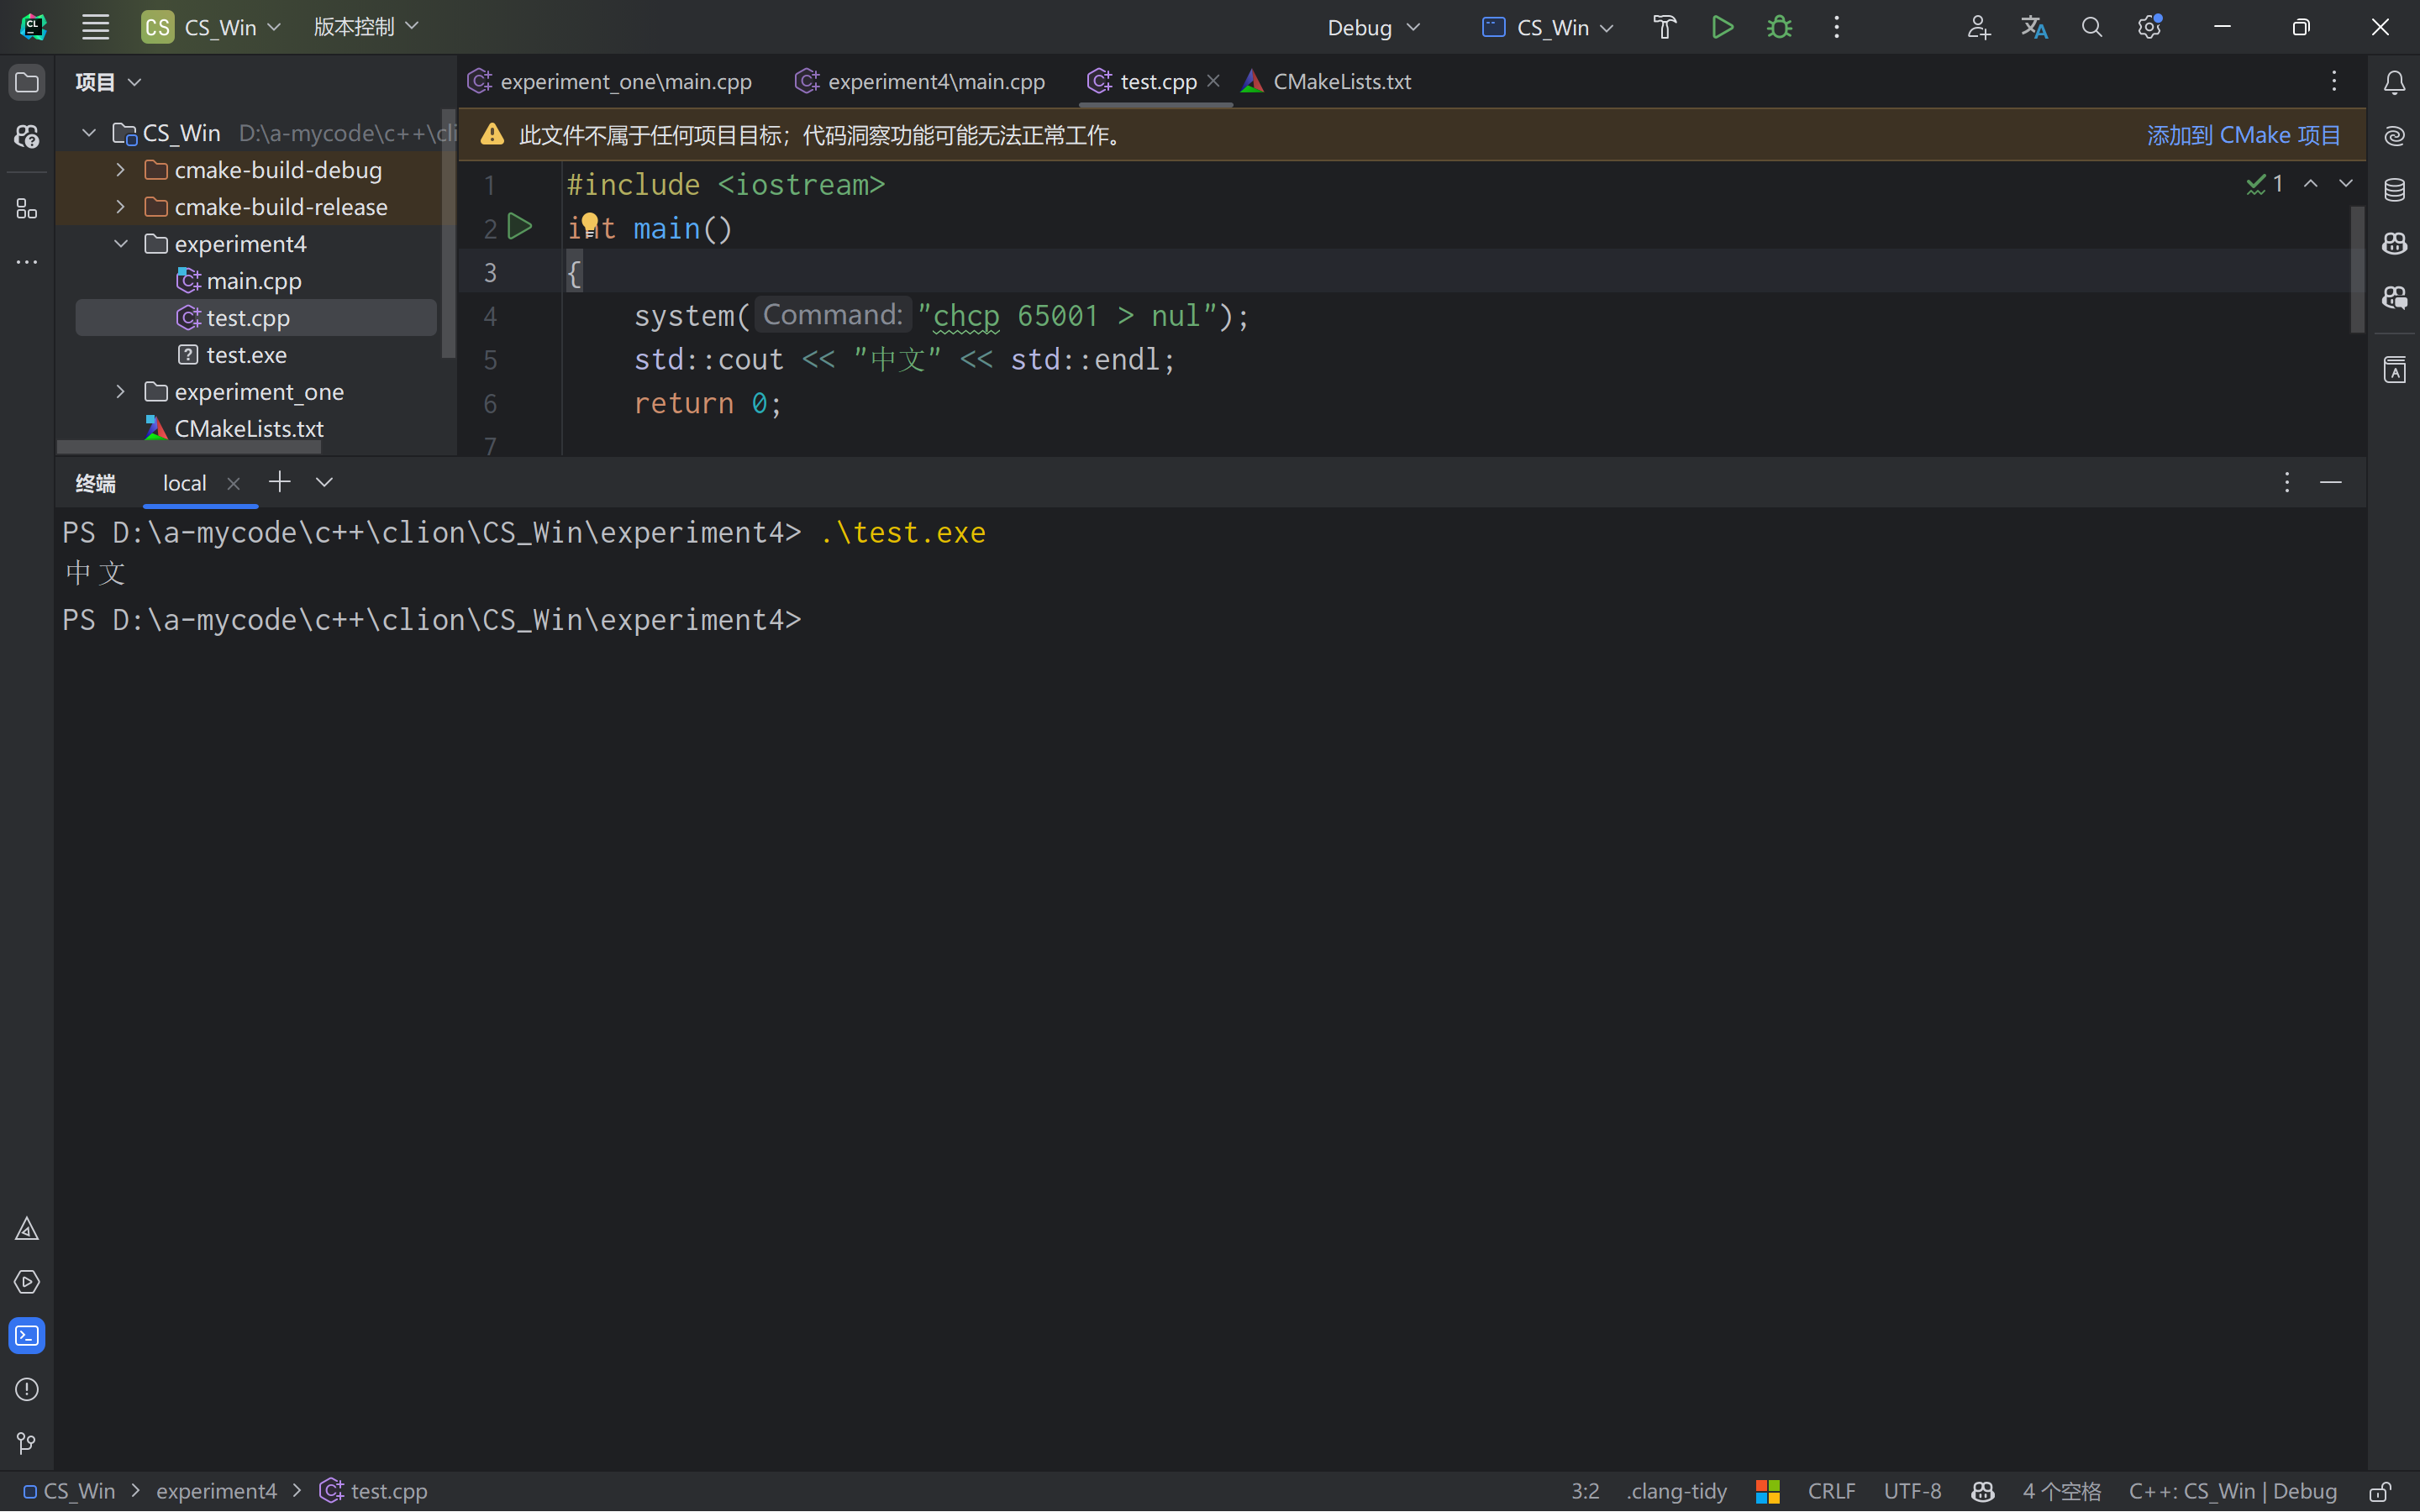 CS CS_Win 版本控制 Debug CS_Win
项目
CS_Win D:\a-mycode\c++\cli
cmake-build-debug
cmake-build-release
experiment4
main.cpp
test.cpp
test.exe
experiment_one
CMakeLists.txt
experiment_one\main.cpp experiment4\main.cpp test.cpp CMakeLists.txt
此文件不属于任何项目目标；代码洞察功能可能无法正常工作。 添加到 CMake 项目
1 #include <iostream>
2 int main()
3 {
4 system( Command: "chcp 65001 > nul");
5 std::cout << "中文" << std::endl;
6 return 0;
7
1
终端 local
PS D:\a-mycode\c++\clion\CS_Win\experiment4> .\test.exe
中文
PS D:\a-mycode\c++\clion\CS_Win\experiment4>
CS_Win > experiment4 > test.cpp 3:2 .clang-tidy CRLF UTF-8 4 个空格 C++: CS_Win | Debug